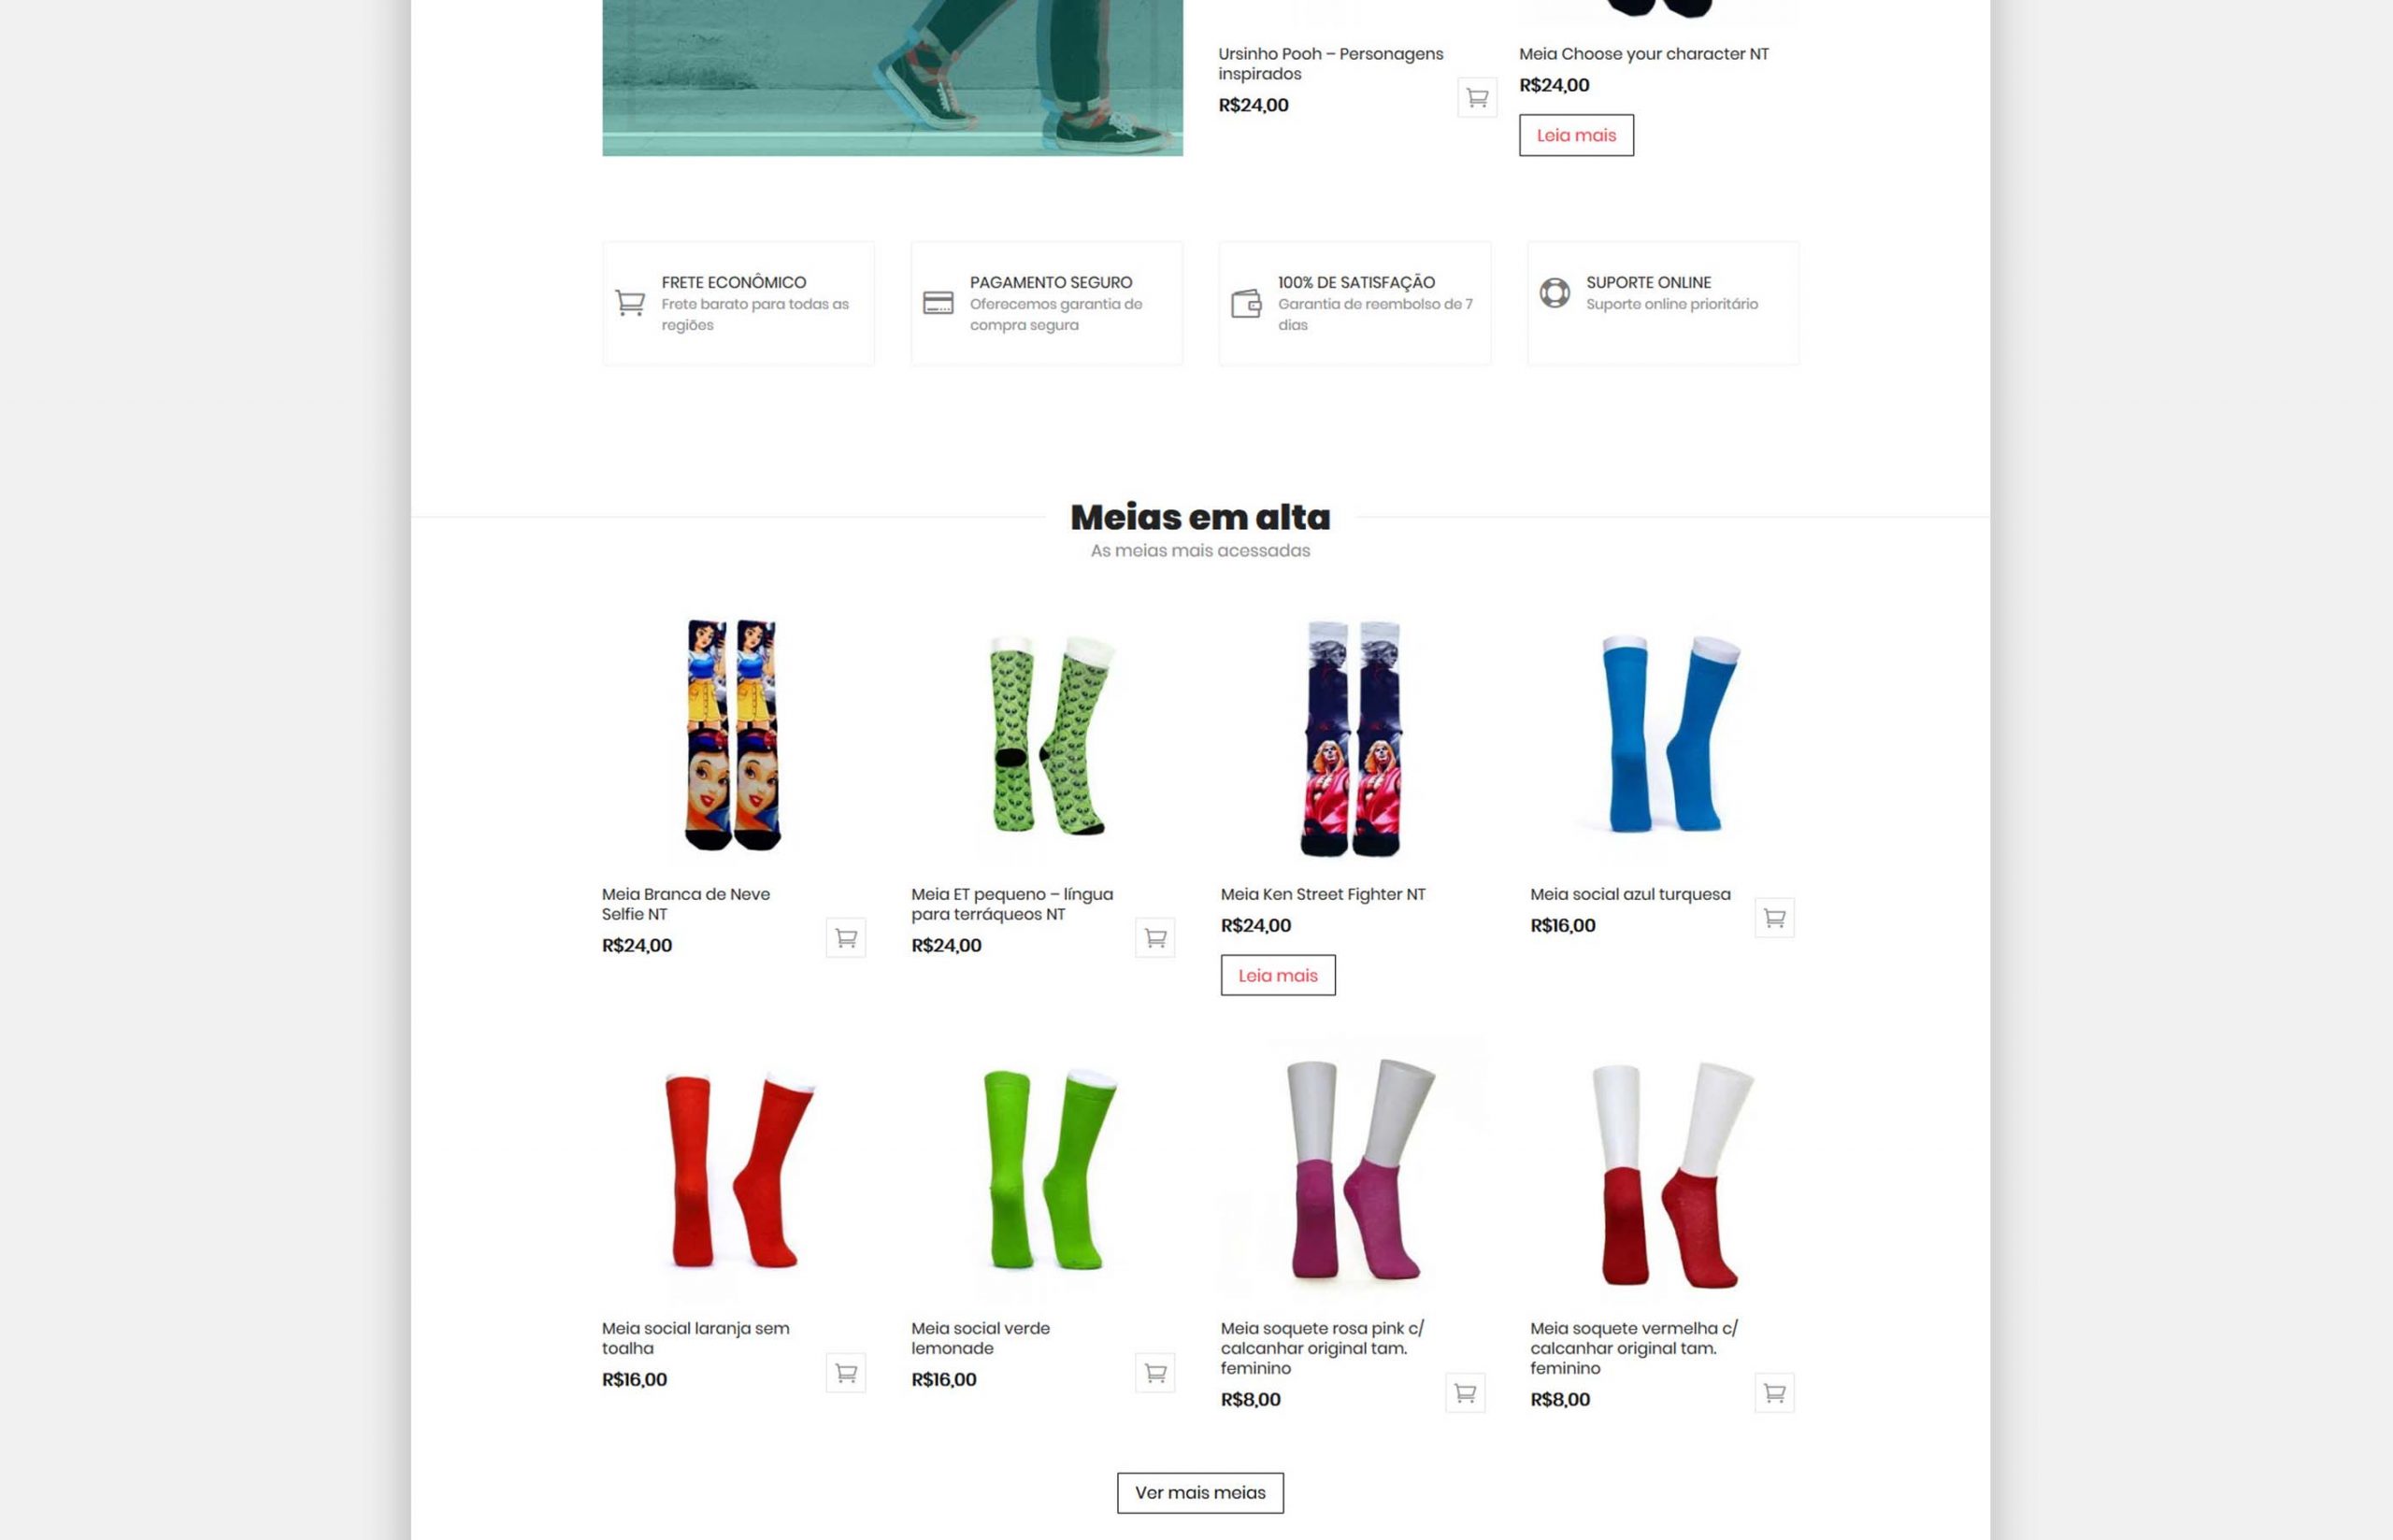 Ursinho Pooh – Personagens
inspirados
R$24,00
Meia Choose your character NT
R$24,00
Leia mais
FRETE ECONÔMICO
Frete barato para todas as
regiões
PAGAMENTO SEGURO
Oferecemos garantia de
compra segura
100% DE SATISFAÇÃO
Garantia de reembolso de 7
dias
SUPORTE ONLINE
Suporte online prioritário
Meias em alta
As meias mais acessadas
Meia Branca de Neve
Selfie NT
R$24,00
Meia ET pequeno – língua
para terráqueos NT
R$24,00
Meia Ken Street Fighter NT
R$24,00
Leia mais
Meia social azul turquesa
R$16,00
Meia social laranja sem
toalha
R$16,00
Meia social verde
lemonade
R$16,00
Meia soquete rosa pink c/
calcanhar original tam.
feminino
R$8,00
Meia soquete vermelha c/
calcanhar original tam.
feminino
R$8,00
Ver mais meias